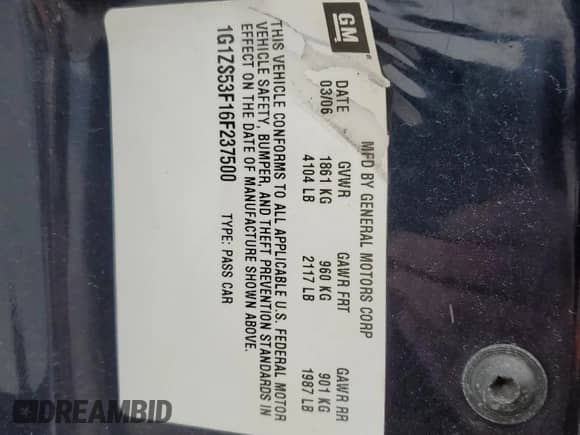 GM
MFD BY GENERAL MOTORS CORP
DATE GVWR GAWR FRT GAWR RR
03/06 1861 KG 960 KG 901 KG
4104 LB 2117 LB 1987 LB
THIS VEHICLE CONFORMS TO ALL APPLICABLE U.S. FEDERAL MOTOR
VEHICLE SAFETY, BUMPER, AND THEFT PREVENTION STANDARDS IN
EFFECT ON THE DATE OF MANUFACTURE SHOWN ABOVE.
1G1ZS53F16F237500 TYPE: PASS CAR
DREAMBID